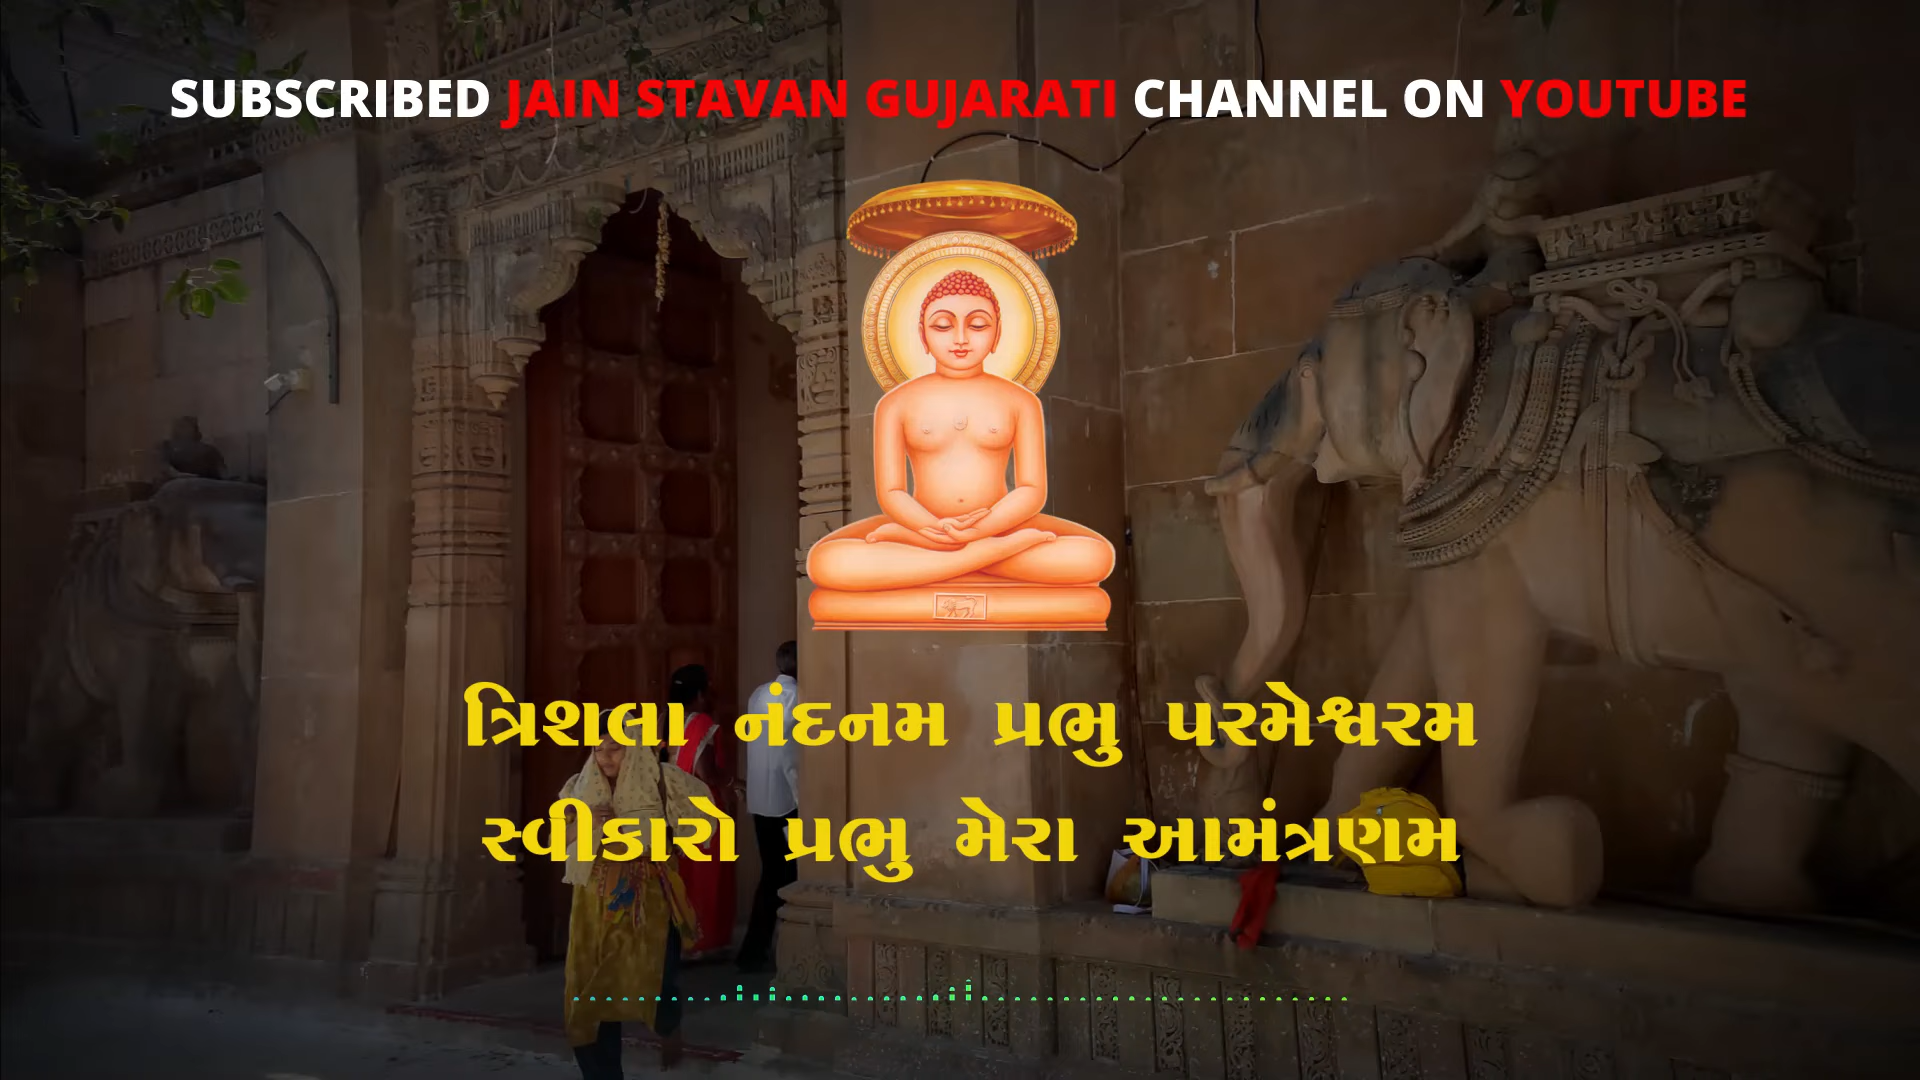 SUBSCRIBED JAIN STAVAN GUJARATI CHANNEL ON YOUTUBE
ત્રિશલા નંદનમ પ્રભુ પરમેશ્વરમ
સ્વીકારો પ્રભુ મેરા આમંત્રણમ